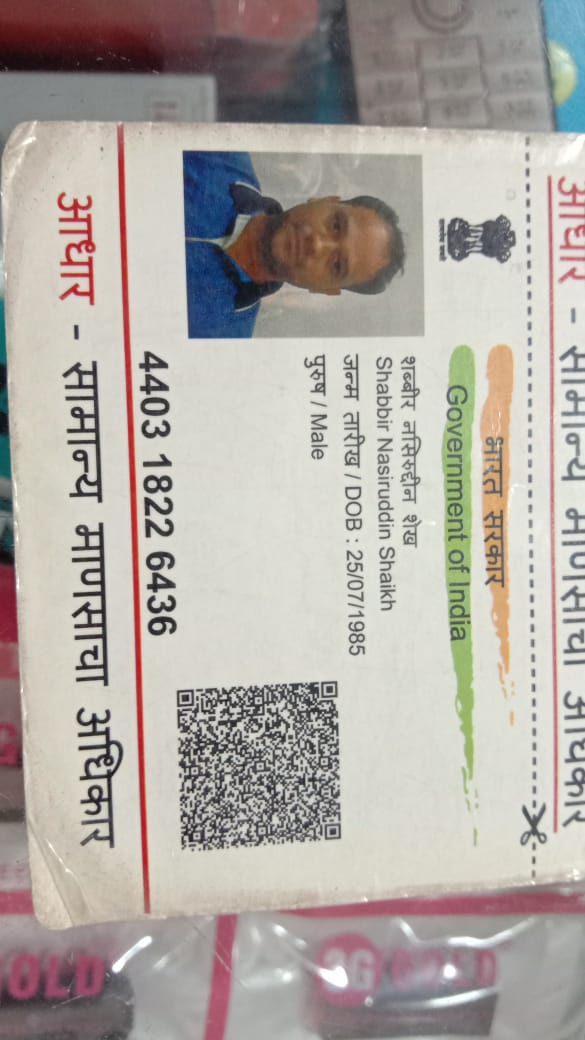 भारत सरकार
Government of India
शब्बीर नसिरुद्दीन शेख
Shabbir Nasiruddin Shaikh
जन्म तारीख / DOB : 25/07/1985
पुरुष / Male
4403 1822 6436
आधार - सामान्य माणसाचा अधिकार
आधार - सामान्य माणसाचा अधिकार
OLD
3G GOLD